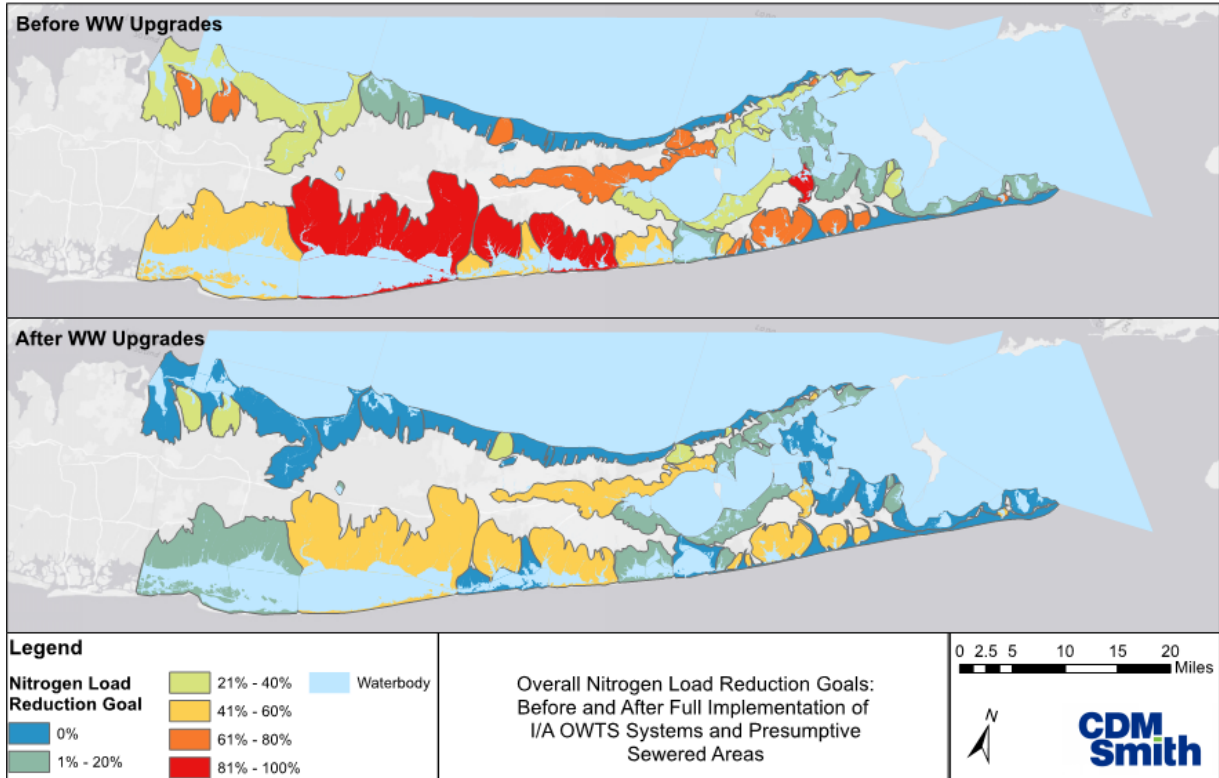 Before WW Upgrades
After WW Upgrades
Legend
Nitrogen Load
Reduction Goal
0%
1% - 20%
21% - 40%
41% - 60%
61% - 80%
81% - 100%
Waterbody
Overall Nitrogen Load Reduction Goals:
Before and After Full Implementation of
I/A OWTS Systems and Presumptive
Sewered Areas
0 2.5 5 10 15 20
Miles
N
CDM
Smith